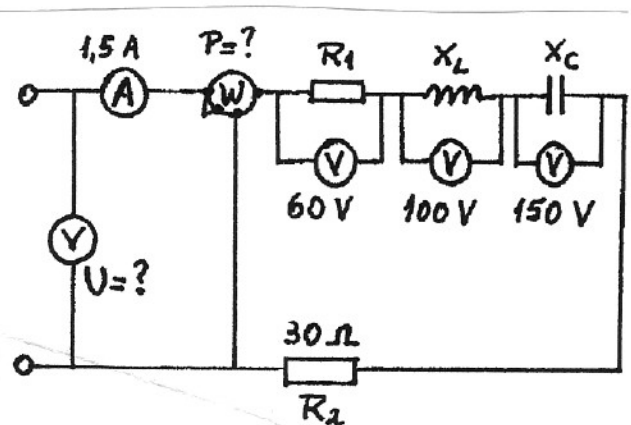 1,5 A P=? R1 XL XC
A W
V V V
60 V 100 V 150 V
V
U=?
30 Ω
R2